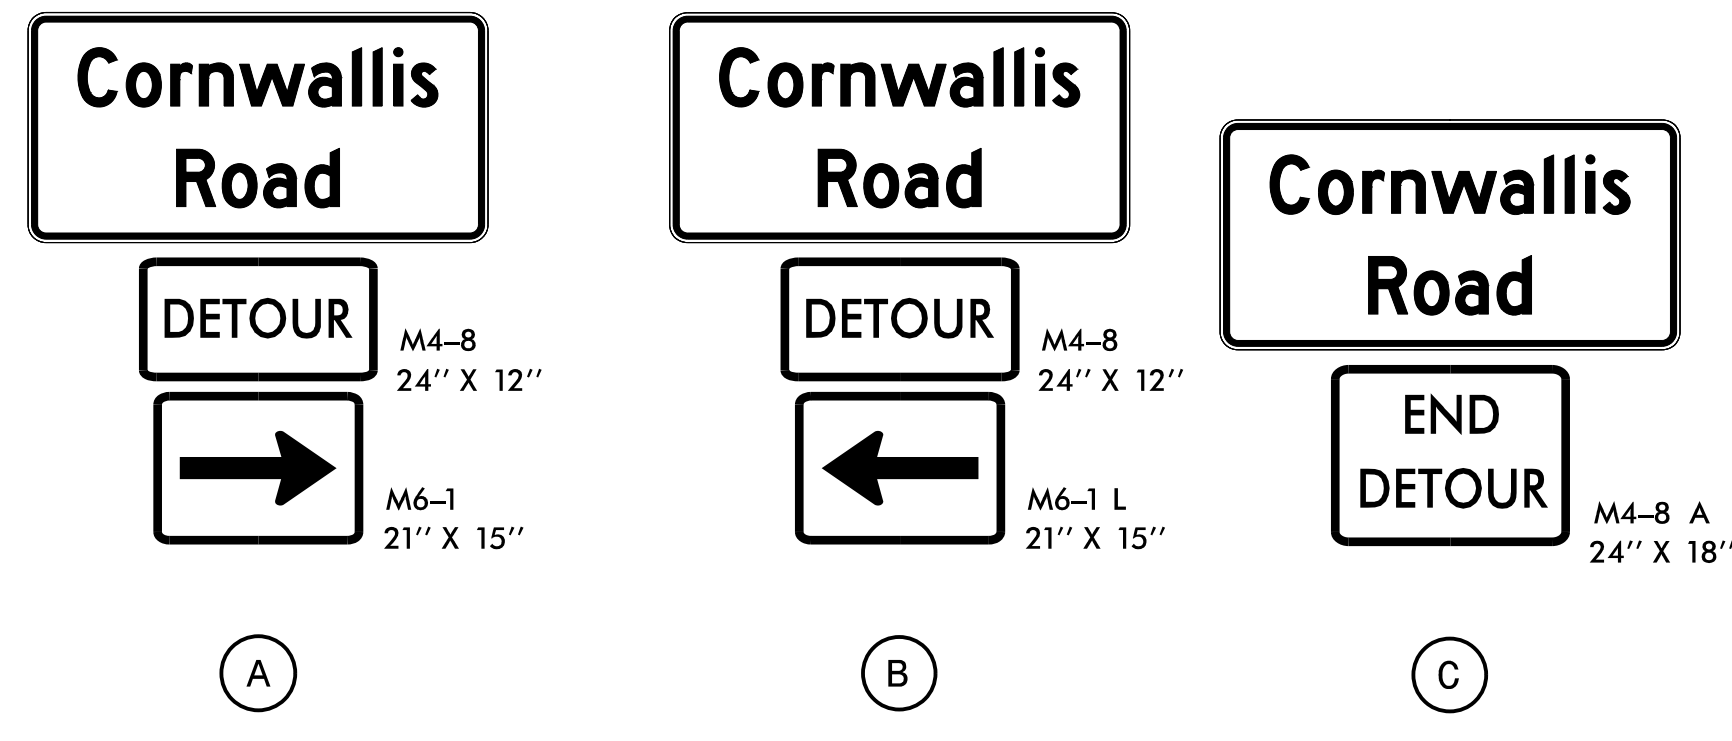 Cornwallis
Road
DETOUR
M4–8
24’’ X 12’’
M6–1
21’’ X 15’’
A
Cornwallis
Road
DETOUR
M4–8
24’’ X 12’’
M6–1 L
21’’ X 15’’
B
Cornwallis
Road
END
DETOUR
M4–8 A
24’’ X 18’’
C